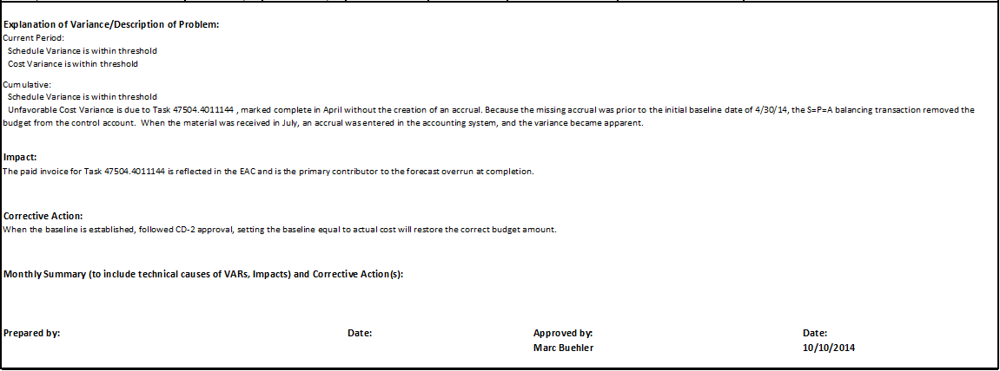 Explanation of Variance/Description of Problem:
Current Period:
Schedule Variance is within threshold
Cost Variance is within threshold
Cumulative:
Schedule Variance is within threshold
Unfavorable Cost Variance is due to Task 47504.4011144 , marked complete in April without the creation of an accrual. Because the missing accrual was prior to the initial baseline date of 4/30/14, the S=P=A balancing transaction removed the
budget from the control account.  When the material was received in July, an accrual was entered in the accounting system, and the variance became apparent.
Impact:
The paid invoice for Task 47504.4011144 is reflected in the EAC and is the primary contributor to the forecast overrun at completion.
Corrective Action:
When the baseline is established, followed CD-2 approval, setting the baseline equal to actual cost will restore the correct budget amount.
Monthly Summary (to include technical causes of VARs, Impacts) and Corrective Action(s):
Prepared by: Date: Approved by: Date:
Marc Buehler 10/10/2014